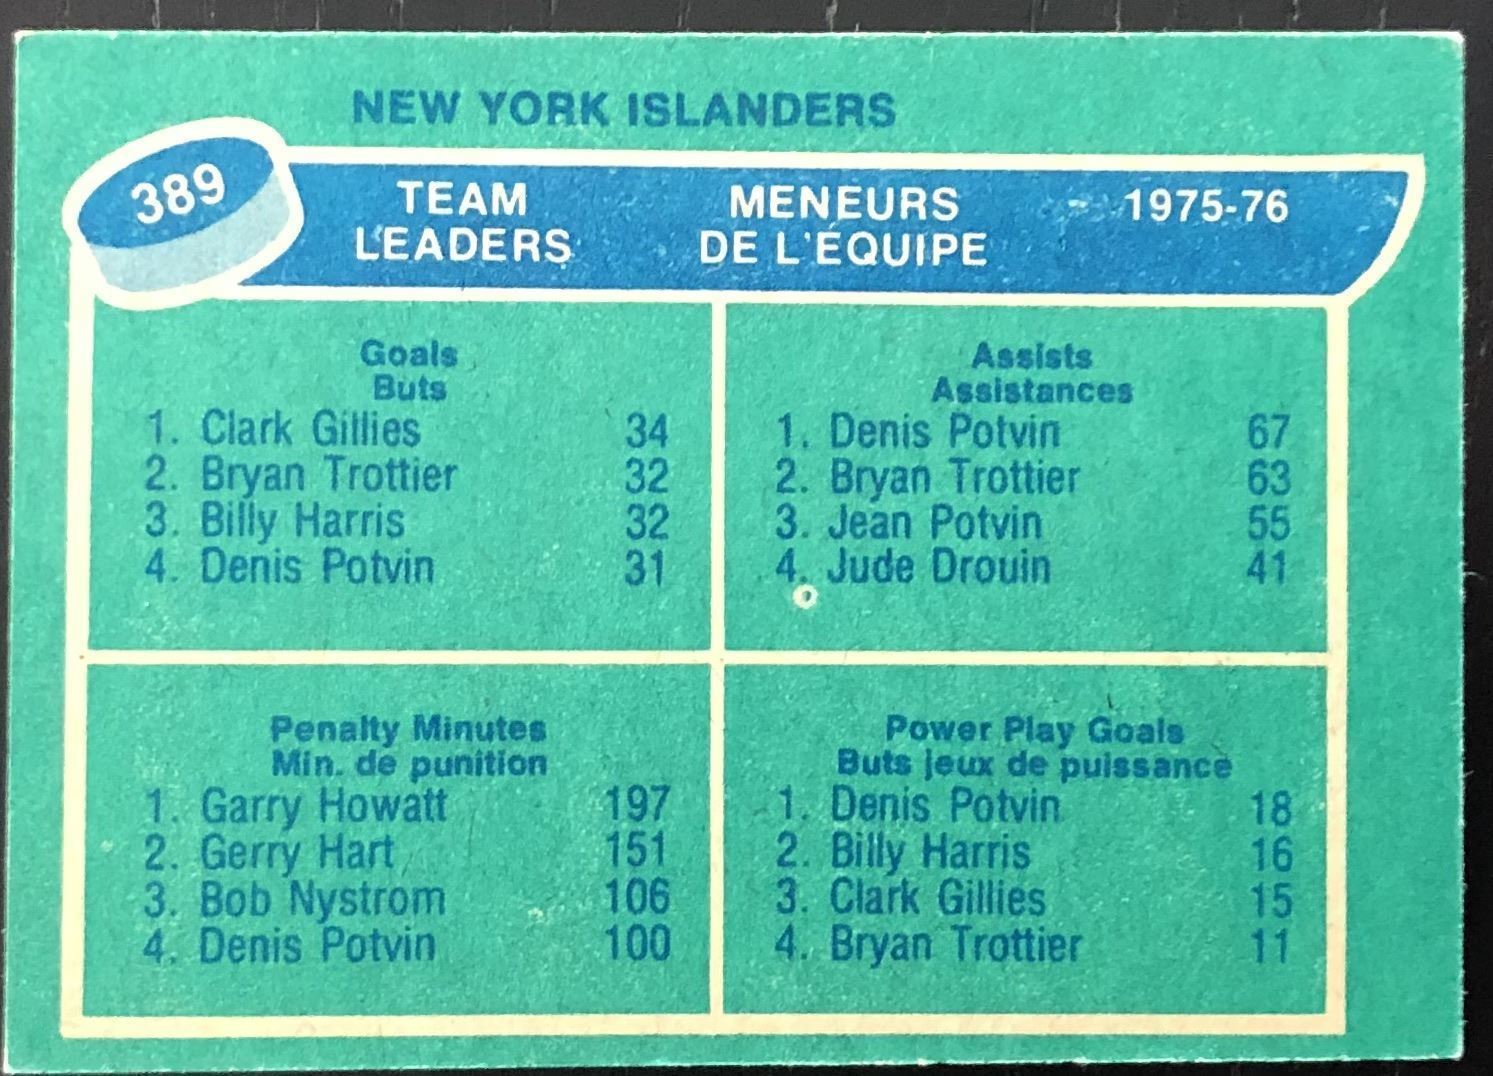 NEW YORK ISLANDERS
389
TEAM LEADERS
MENEURS DE L'ÉQUIPE
1975-76
Goals
Buts
1. Clark Gillies 34
2. Bryan Trottier 32
3. Billy Harris 32
4. Denis Potvin 31
Assists
Assistances
1. Denis Potvin 67
2. Bryan Trottier 63
3. Jean Potvin 55
4. Jude Drouin 41
Penalty Minutes
Min. de punition
1. Garry Howatt 197
2. Gerry Hart 151
3. Bob Nystrom 106
4. Denis Potvin 100
Power Play Goals
Buts jeux de puissance
1. Denis Potvin 18
2. Billy Harris 16
3. Clark Gillies 15
4. Bryan Trottier 11